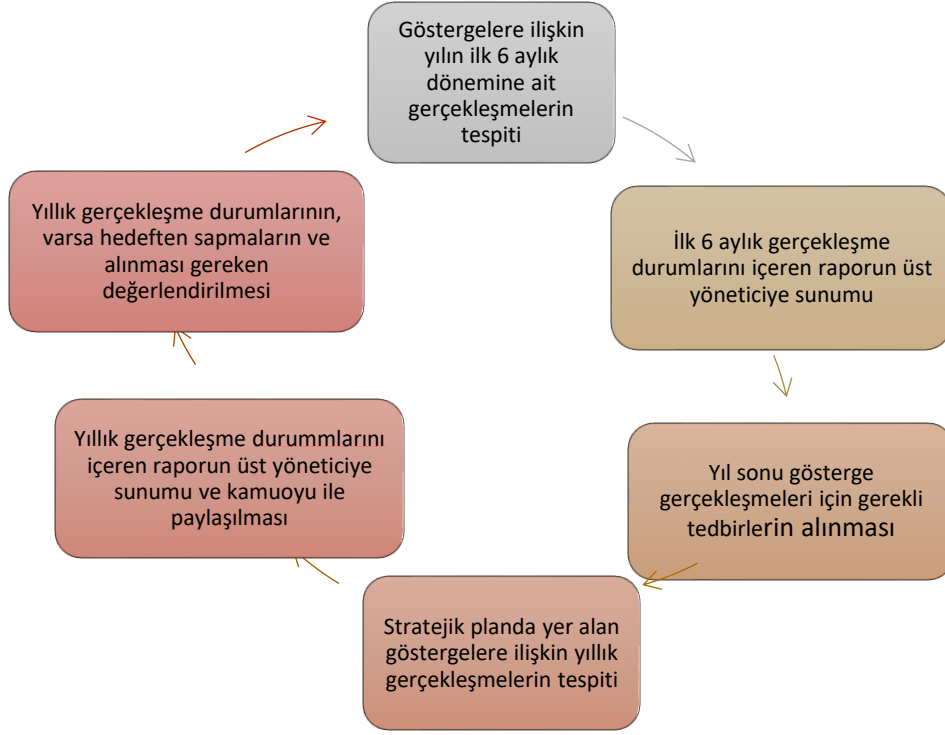 Göstergelere ilişkin
yılın ilk 6 aylık
dönemine ait
gerçekleşmelerin
tespiti
İlk 6 aylık gerçekleşme
durumlarını içeren raporun üst
yöneticiye sunumu
Yıl sonu gösterge
gerçekleşmeleri için gerekli
tedbirlerin alınması
Stratejik planda yer alan
göstergelere ilişkin yıllık
gerçekleşmelerin tespiti
Yıllık gerçekleşme durummlarını
içeren raporun üst yöneticiye
sunumu ve kamuoyu ile
paylaşılması
Yıllık gerçekleşme durumlarının,
varsa hedeften sapmaların ve
alınması gereken
değerlendirilmesi